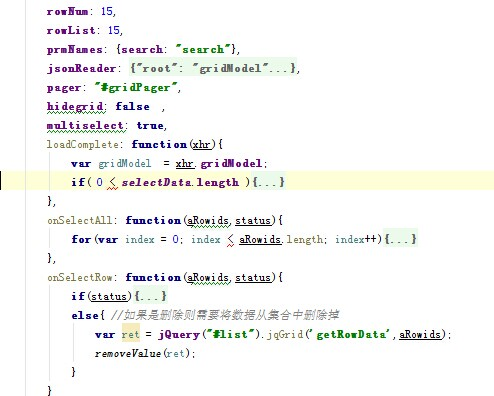 rowNum: 15,
rowList: 15,
prmNames: {search: "search"},
jsonReader: {"root": "gridModel"...},
pager: "#gridPager",
hidegrid: false ,
multiselect: true,
loadComplete: function(xhr){
var gridModel = xhr.gridModel;
if( 0 < selectData.length ){...}
},
onSelectAll: function(aRowids,status){
for(var index = 0; index < aRowids.length; index++){...}
},
onSelectRow: function(aRowids,status){
if(status){...}
else{ //如果是删除则需要将数据从集合中删除掉
var ret = jQuery("#list").jqGrid('getRowData',aRowids);
removeValue(ret);
}
}